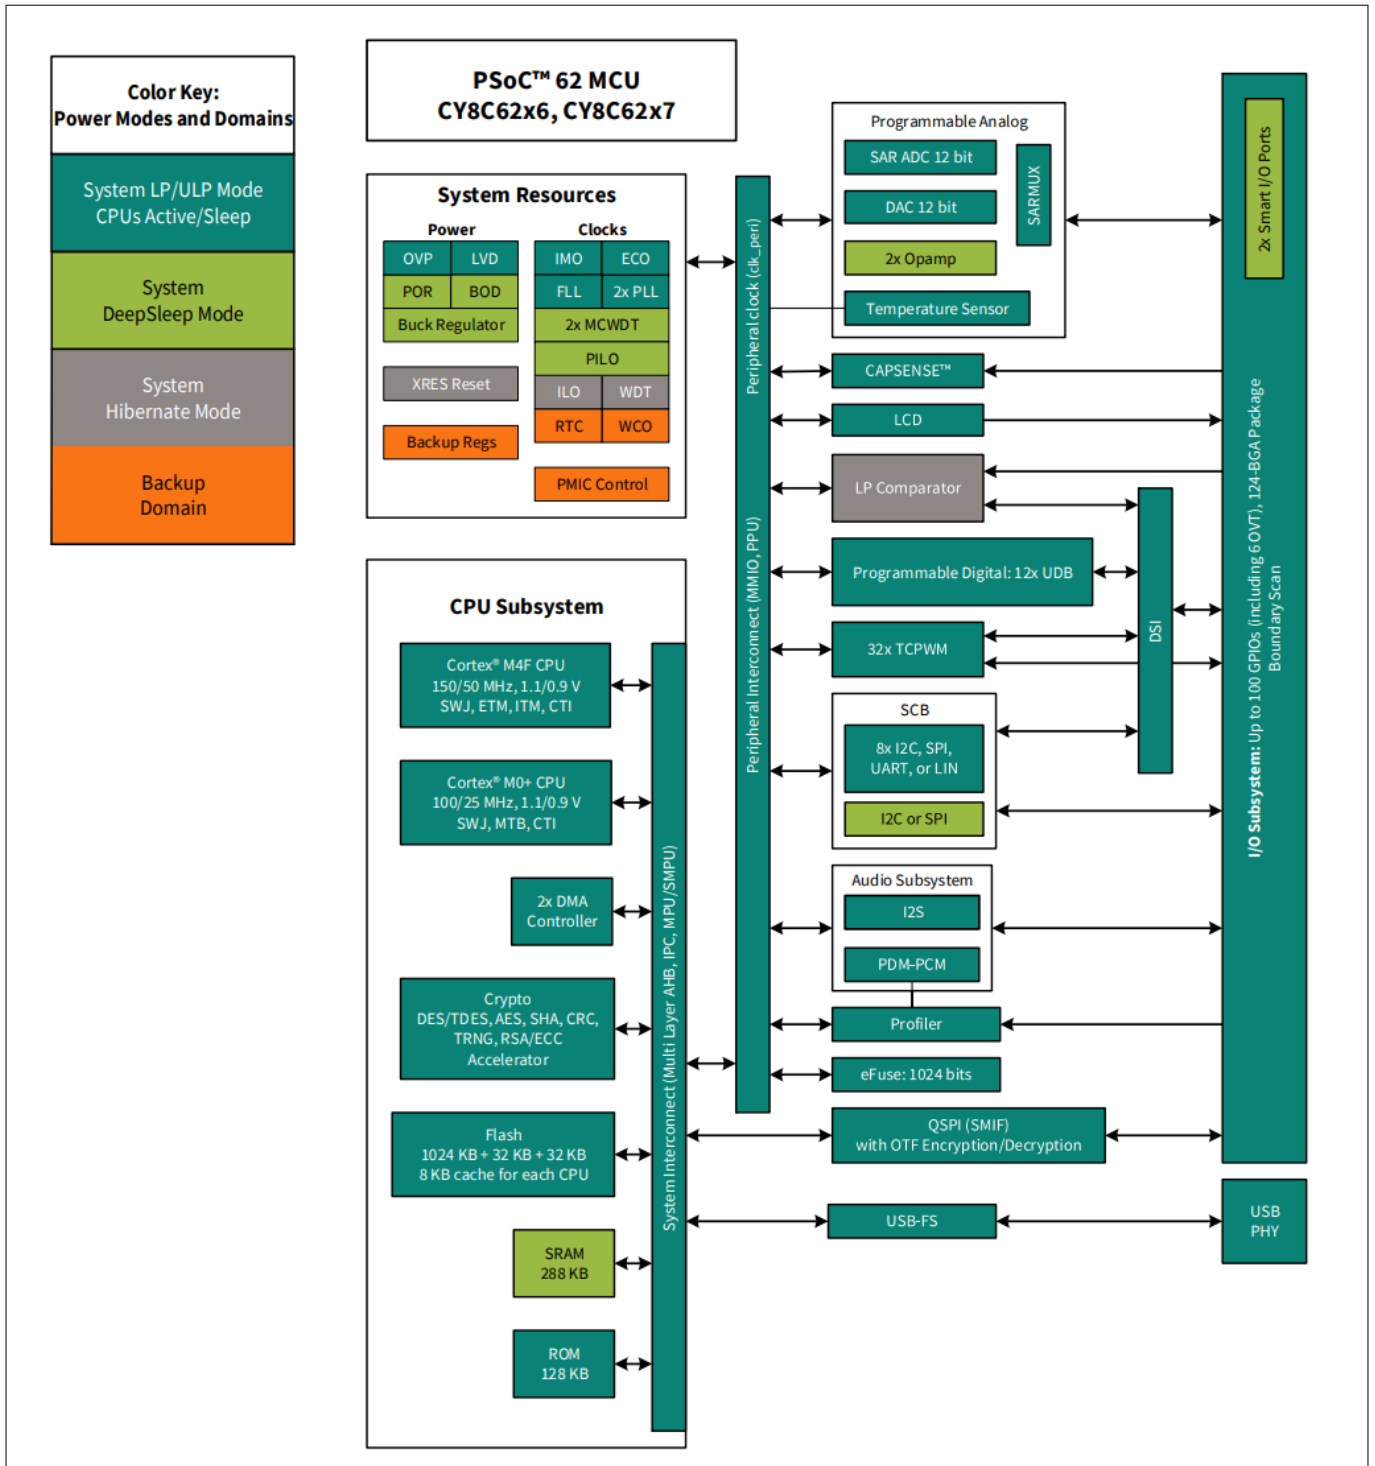 Color Key:
Power Modes and Domains
System LP/ULP Mode
CPUs Active/Sleep
System
DeepSleep Mode
System
Hibernate Mode
Backup
Domain
PSoC™ 62 MCU
CY8C62x6, CY8C62x7
System Resources
Power
OVP
LVD
POR
BOD
Buck Regulator
XRES Reset
Backup Regs
Clocks
IMO
ECO
FLL
2x PLL
2x MCWDT
PILO
ILO
WDT
RTC
WCO
PMIC Control
CPU Subsystem
Cortex® M4F CPU
150/50 MHz, 1.1/0.9 V
SWJ, ETM, ITM, CTI
Cortex® M0+ CPU
100/25 MHz, 1.1/0.9 V
SWJ, MTB, CTI
2x DMA
Controller
Crypto
DES/TDES, AES, SHA, CRC,
TRNG, RSA/ECC
Accelerator
Flash
1024 KB + 32 KB + 32 KB
8 KB cache for each CPU
SRAM
288 KB
ROM
128 KB
System Interconnect (Multi Layer AHB, IPC, MPU/SMPU)
Peripheral clock (clk_peri)
Peripheral Interconnect (MMIO, PPU)
Programmable Analog
SAR ADC 12 bit
DAC 12 bit
2x Opamp
SARMUX
Temperature Sensor
CAPSENSE™
LCD
LP Comparator
Programmable Digital: 12x UDB
32x TCPWM
SCB
8x I2C, SPI,
UART, or LIN
I2C or SPI
Audio Subsystem
I2S
PDM-PCM
Profiler
eFuse: 1024 bits
QSPI (SMIF)
with OTF Encryption/Decryption
USB-FS
DSI
2x Smart I/O Ports
I/O Subsystem: Up to 100 GPIOs (including 6 OVT), 124-BGA Package
Boundary Scan
USB
PHY